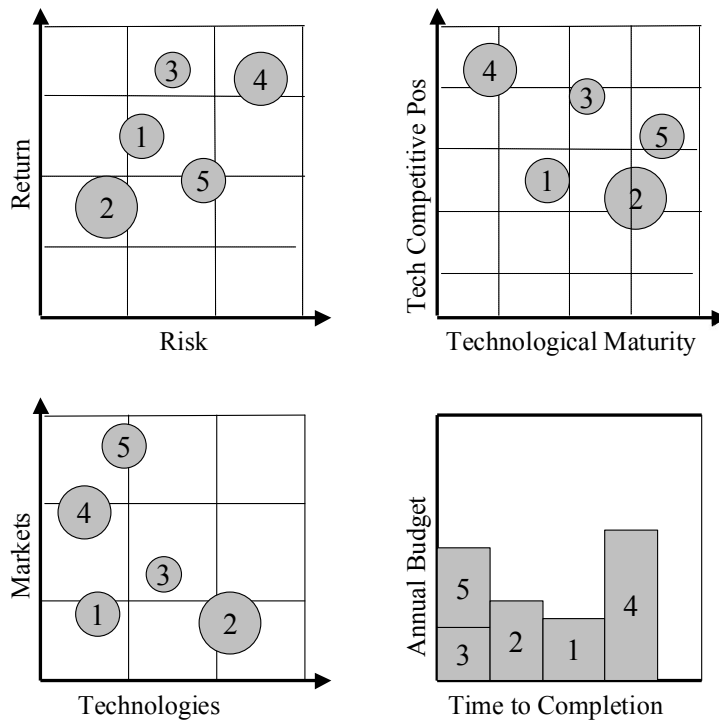 Return
3
4
1
5
2
Risk
Tech Competitive Pos
4
3
5
1
2
Technological Maturity
Markets
5
4
3
1
2
Technologies
Annual Budget
5
4
2
1
3
Time to Completion